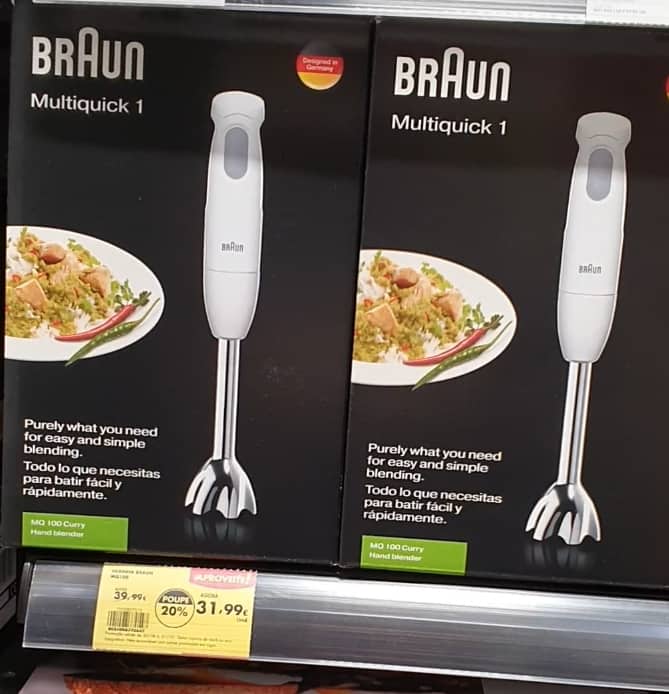 BRAUN
Multiquick 1
Designed in
Germany
BRAUN
Purely what you need
for easy and simple
blending.
Todo lo que necesitas
para batir fácil y
rápidamente.
MQ 100 Curry
Hand blender
BRAUN
Multiquick 1
BRAUN
Purely what you need
for easy and simple
blending.
Todo lo que necesitas
para batir fácil y
rápidamente.
MQ 100 Curry
Hand blender
VARINHA BRAUN
MQ100
APROVEITE!
39,99€
POUPE
20%
AGORA
31,99€